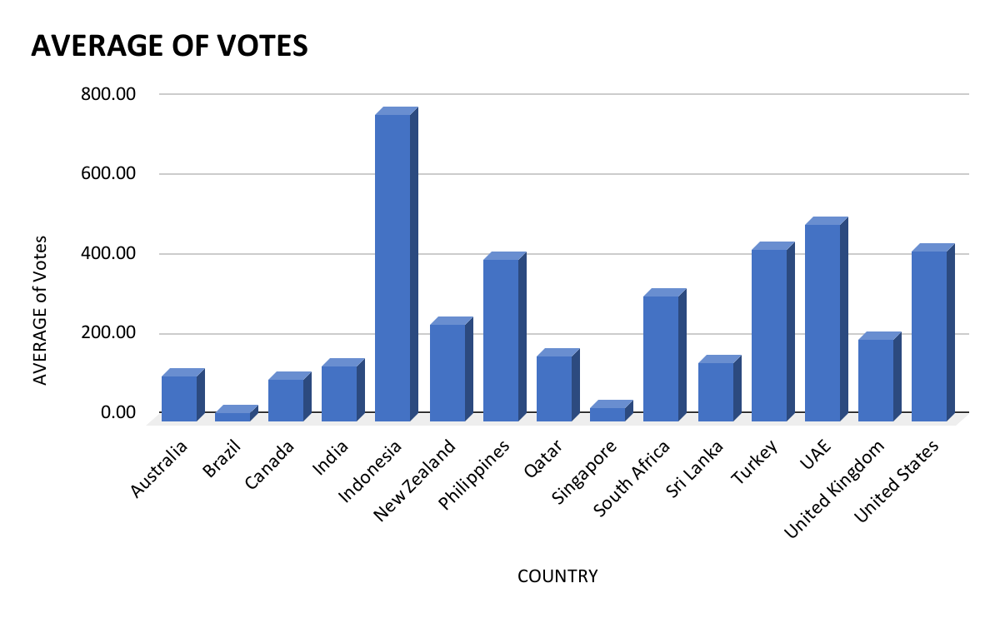 AVERAGE OF VOTES
AVERAGE of Votes
800.00
600.00
400.00
200.00
0.00
Australia
Brazil
Canada
India
Indonesia
New Zealand
Philippines
Qatar
Singapore
South Africa
Sri Lanka
Turkey
UAE
United Kingdom
United States
COUNTRY